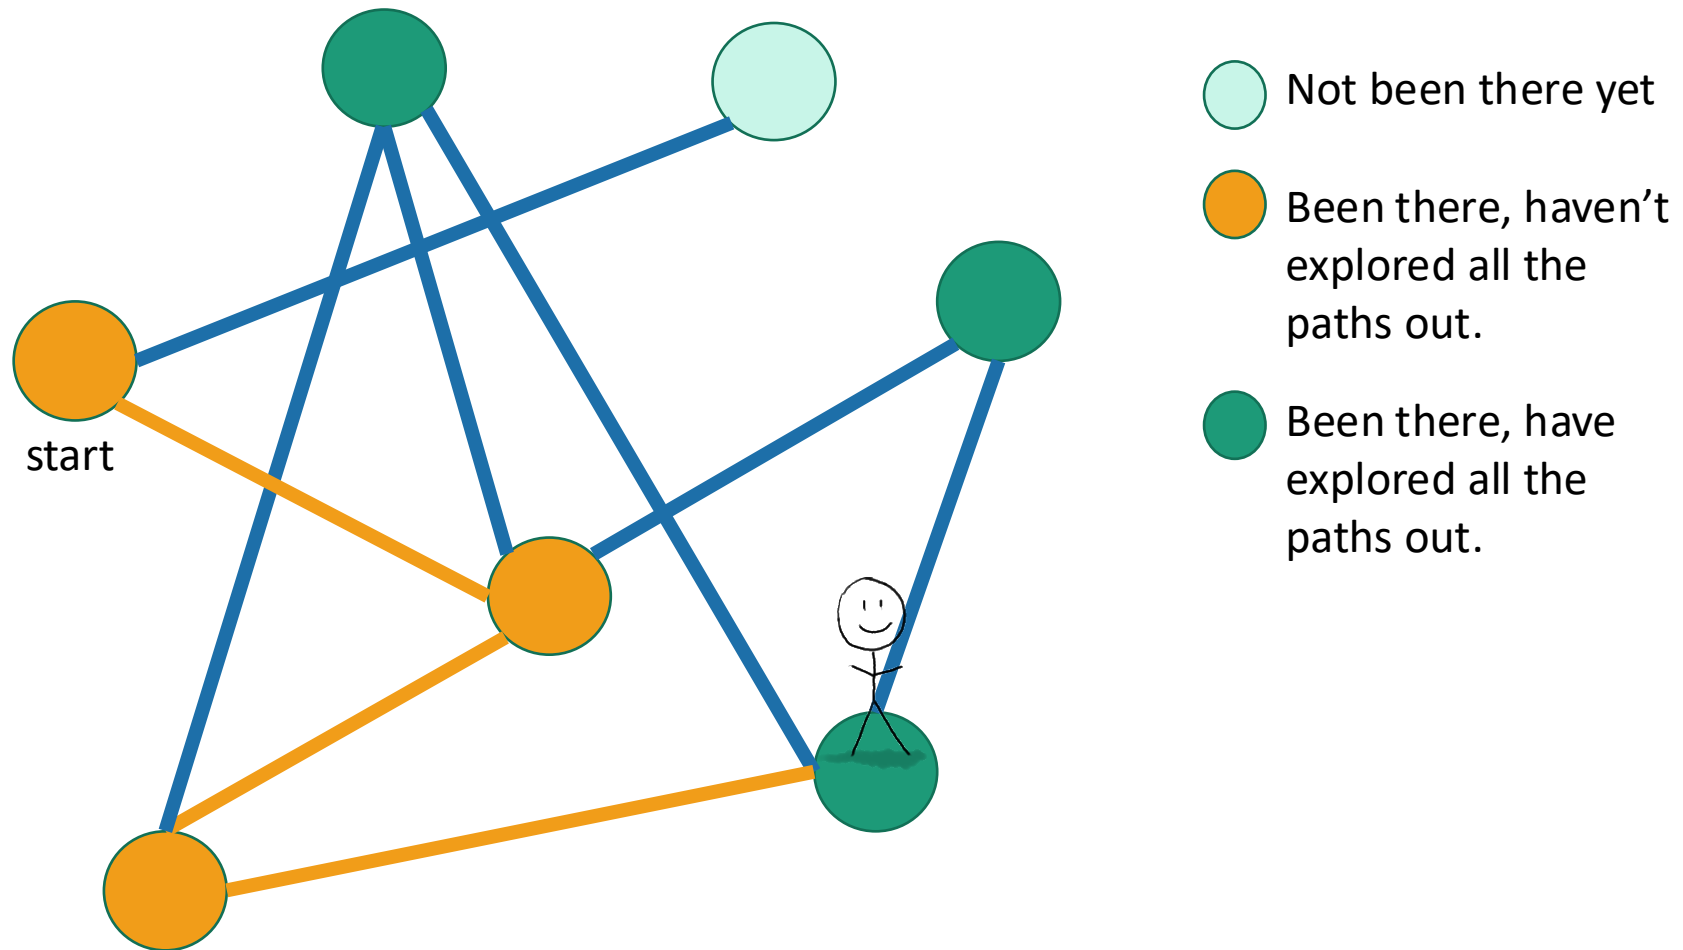 Not been there yet
Been there, haven’t
explored all the
paths out.
Been there, have
explored all the
paths out.
start